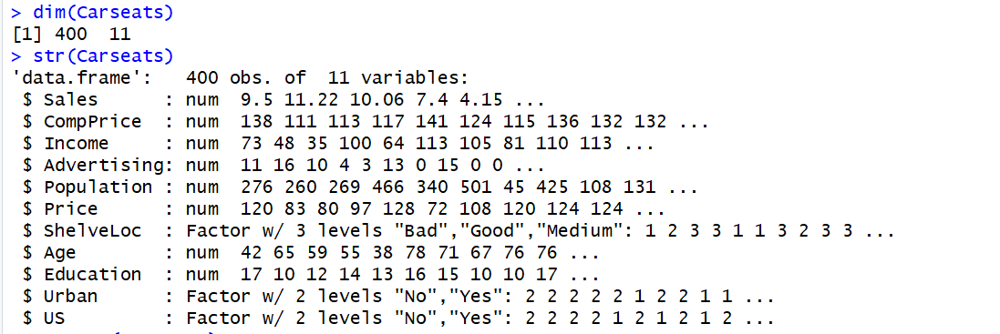 > dim(Carseats)
[1] 400  11
> str(Carseats)
'data.frame':   400 obs. of  11 variables:
 $ Sales      : num  9.5 11.22 10.06 7.4 4.15 ...
 $ CompPrice  : num  138 111 113 117 141 124 115 136 132 132 ...
 $ Income     : num  73 48 35 100 64 113 105 81 110 113 ...
 $ Advertising: num  11 16 10 4 3 13 0 15 0 0 ...
 $ Population : num  276 260 269 466 340 501 45 425 108 131 ...
 $ Price      : num  120 83 80 97 128 72 108 120 124 124 ...
 $ ShelveLoc  : Factor w/ 3 levels "Bad","Good","Medium": 1 2 3 3 1 1 3 2 3 3 ...
 $ Age        : num  42 65 59 55 38 78 71 67 76 76 ...
 $ Education  : num  17 10 12 14 13 16 15 10 10 17 ...
 $ Urban      : Factor w/ 2 levels "No","Yes": 2 2 2 2 2 1 2 2 1 1 ...
 $ US         : Factor w/ 2 levels "No","Yes": 2 2 2 2 1 2 1 2 1 2 ...